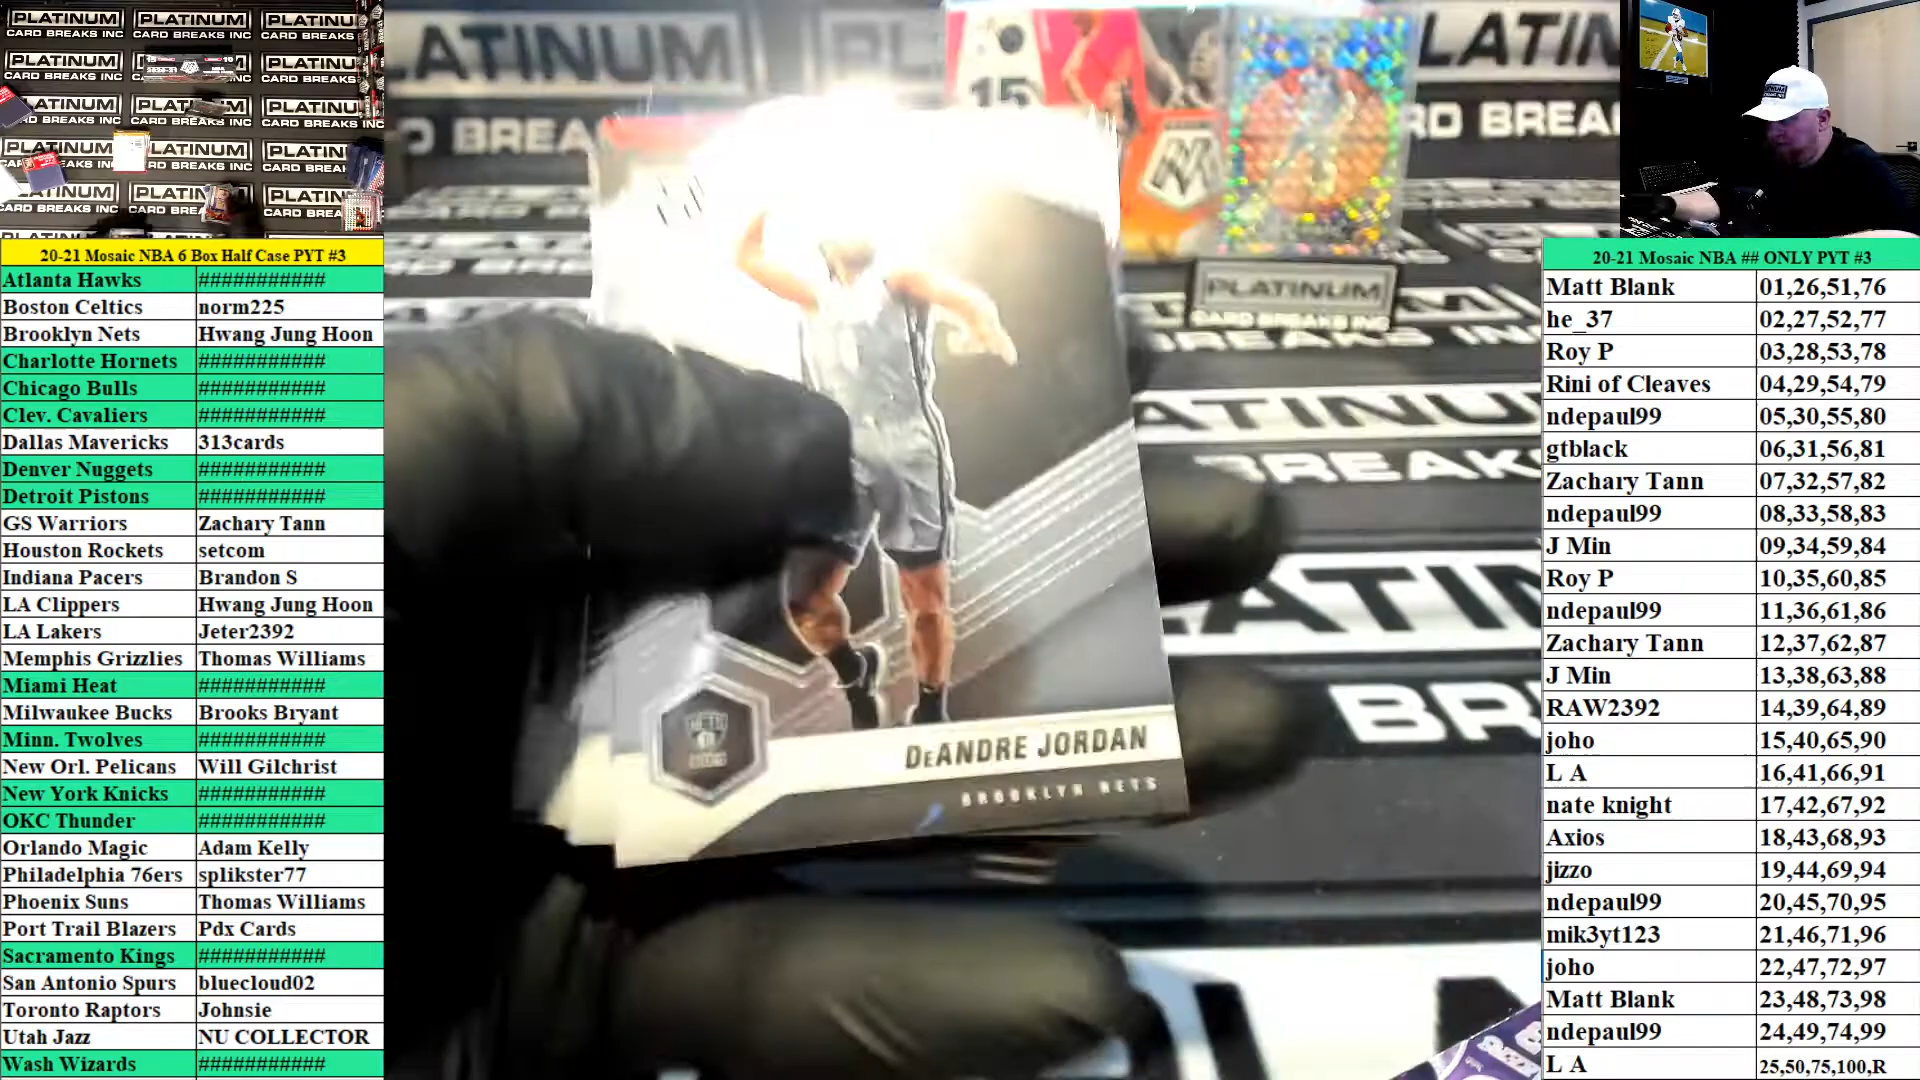 20-21 Mosaic NBA 6 Box Half Case PYT #3
Atlanta Hawks ###########
Boston Celtics norm225
Brooklyn Nets Hwang Jung Hoon
Charlotte Hornets ###########
Chicago Bulls ###########
Clev. Cavaliers ###########
Dallas Mavericks 313cards
Denver Nuggets ###########
Detroit Pistons ###########
GS Warriors Zachary Tann
Houston Rockets setcom
Indiana Pacers Brandon S
LA Clippers Hwang Jung Hoon
LA Lakers Jeter2392
Memphis Grizzlies Thomas Williams
Miami Heat ###########
Milwaukee Bucks Brooks Bryant
Minn. Twolves ###########
New Orl. Pelicans Will Gilchrist
New York Knicks ###########
OKC Thunder ###########
Orlando Magic Adam Kelly
Philadelphia 76ers splikster77
Phoenix Suns Thomas Williams
Port Trail Blazers Pdx Cards
Sacramento Kings ###########
San Antonio Spurs bluecloud02
Toronto Raptors Johnsie
Utah Jazz NU COLLECTOR
Wash Wizards ###########
15
PLATINUM
CARD BREAKS INC
DeANDRE JORDAN
BROOKLYN NETS
20-21 Mosaic NBA ## ONLY PYT #3
Matt Blank 01,26,51,76
he_37 02,27,52,77
Roy P 03,28,53,78
Rini of Cleaves 04,29,54,79
ndepaul99 05,30,55,80
gtblack 06,31,56,81
Zachary Tann 07,32,57,82
ndepaul99 08,33,58,83
J Min 09,34,59,84
Roy P 10,35,60,85
ndepaul99 11,36,61,86
Zachary Tann 12,37,62,87
J Min 13,38,63,88
RAW2392 14,39,64,89
joho 15,40,65,90
L A 16,41,66,91
nate knight 17,42,67,92
Axios 18,43,68,93
jizzo 19,44,69,94
ndepaul99 20,45,70,95
mik3yt123 21,46,71,96
joho 22,47,72,97
Matt Blank 23,48,73,98
ndepaul99 24,49,74,99
L A 25,50,75,100,R